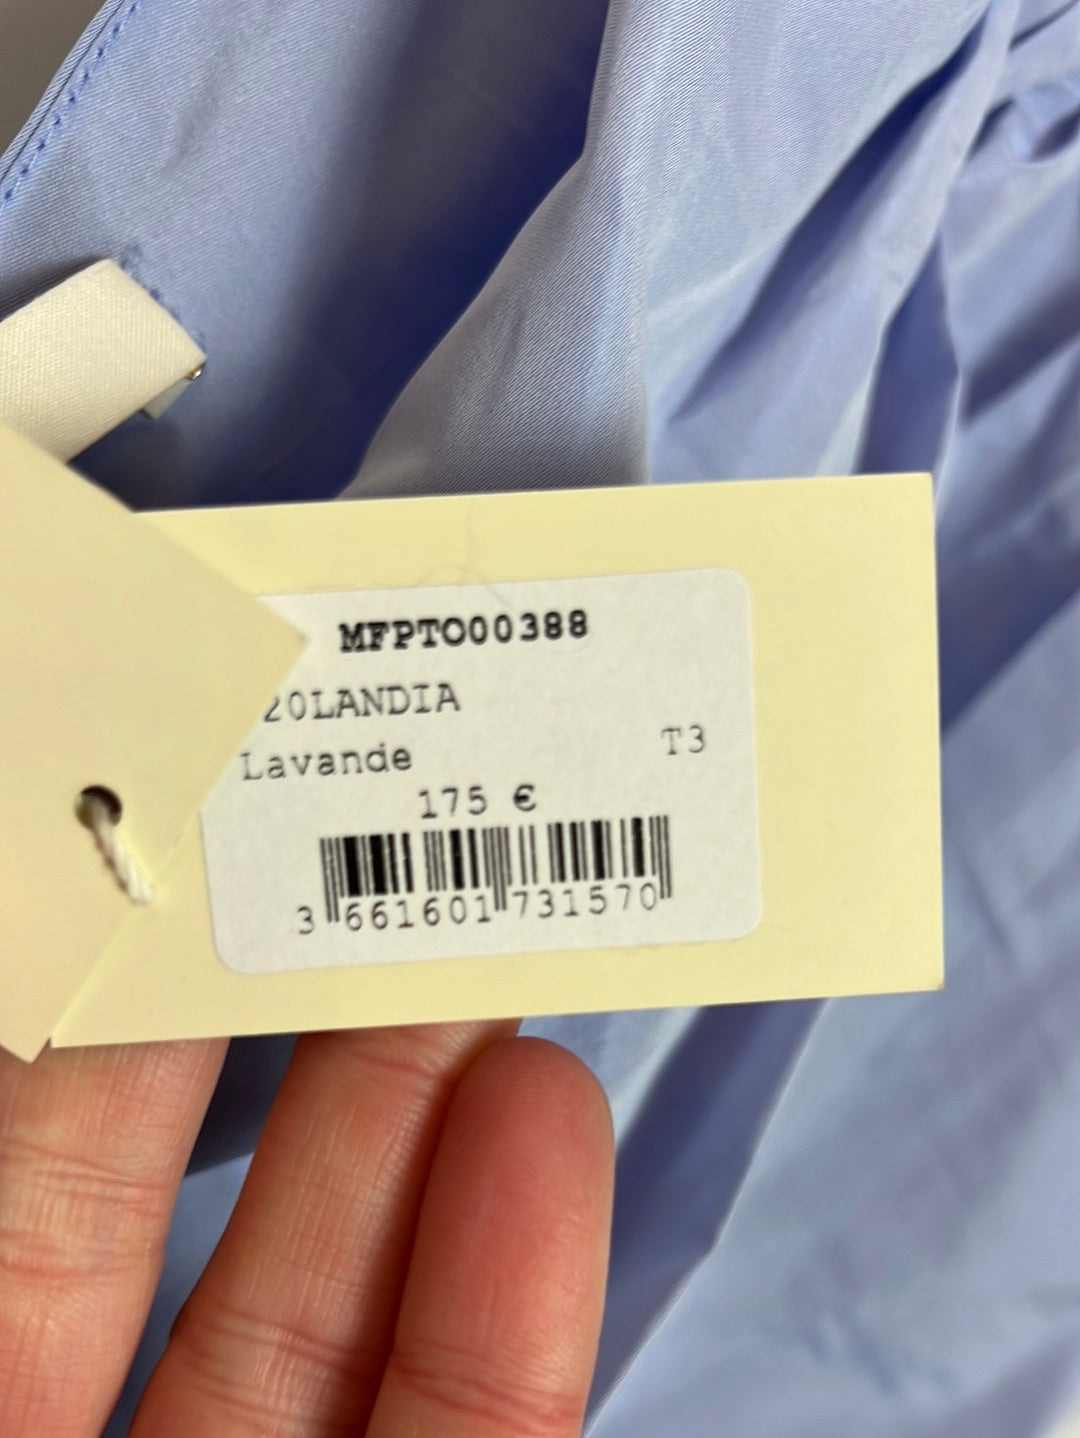 MFPTO00388
20LANDIA
Lavande T3
175 €
3 661601 731570